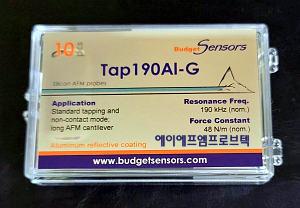 10 pcs
BudgetSensors
Silicon AFM probes
Tap190Al-G
Application
Standard tapping and
non-contact mode;
long AFM cantilever
Resonance Freq.
190 kHz (nom.)
Force Constant
48 N/m (nom.)
에이에프엠프로브텍
Aluminum reflective coating
www.budgetsensors.com